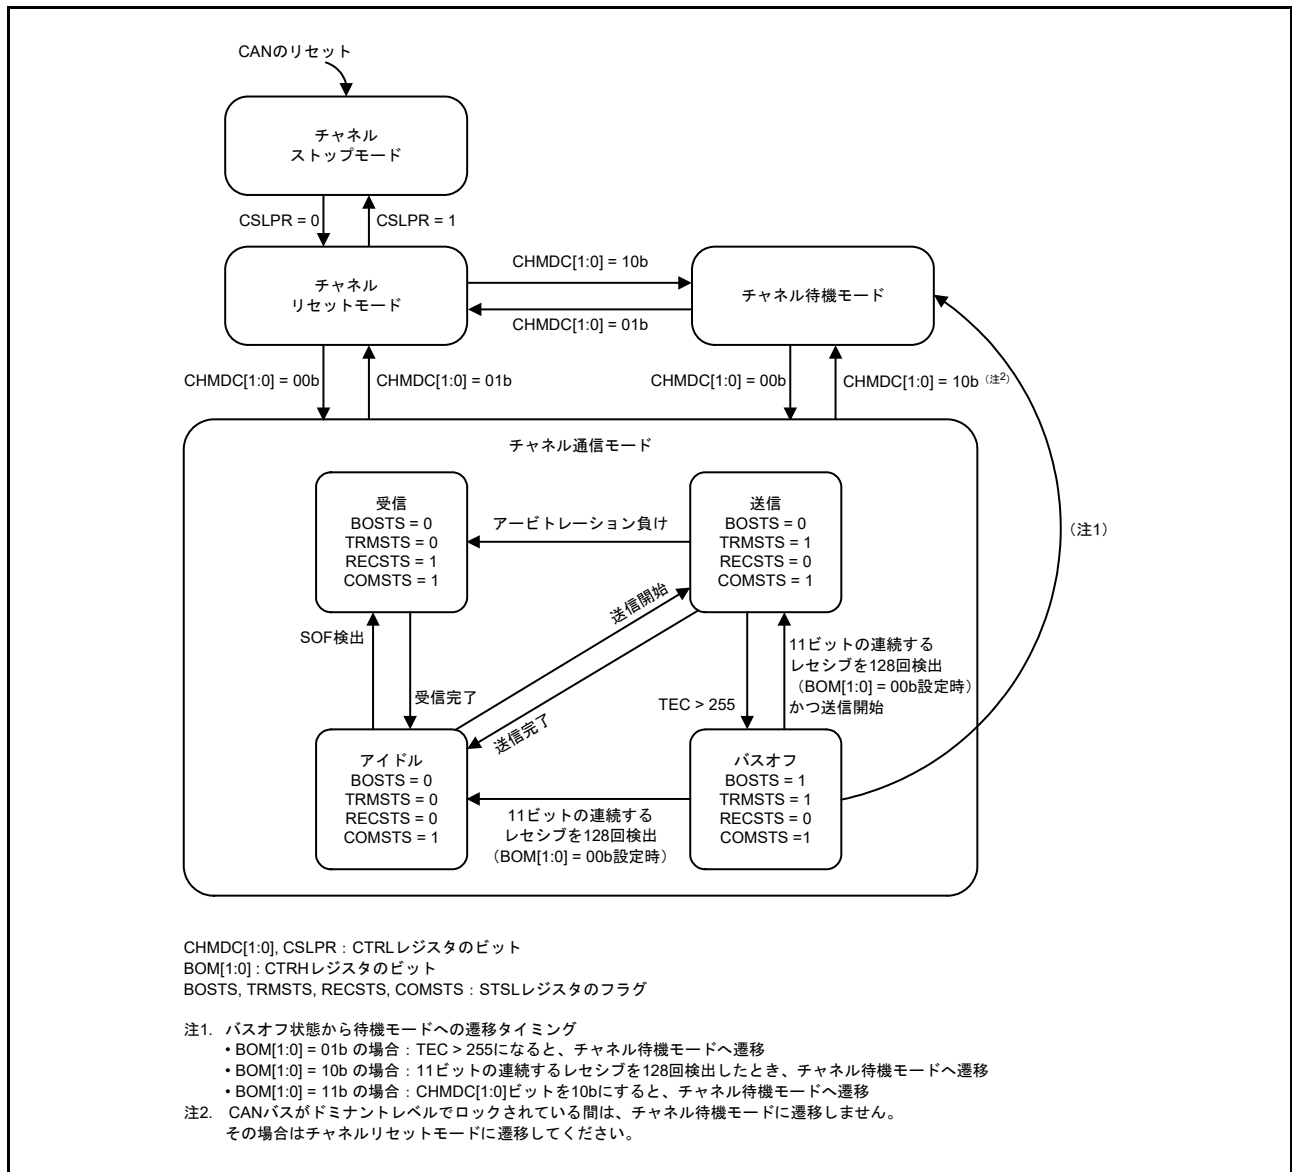 CANのリセット
チャネル
ストップモード
CSLPR = 0
CSLPR = 1
チャネル
リセットモード
CHMDC[1:0] = 10b
CHMDC[1:0] = 01b
チャネル待機モード
CHMDC[1:0] = 00b
CHMDC[1:0] = 01b
CHMDC[1:0] = 00b
CHMDC[1:0] = 10b（注2）
チャネル通信モード
受信
BOSTS = 0
TRMSTS = 0
RECSTS = 1
COMSTS = 1
アービトレーション負け
送信
BOSTS = 0
TRMSTS = 1
RECSTS = 0
COMSTS = 1
（注1）
SOF検出
受信完了
送信開始
送信完了
TEC > 255
11ビットの連続する
レセシブを128回検出
（BOM[1:0] = 00b設定時）
かつ送信開始
アイドル
BOSTS = 0
TRMSTS = 0
RECSTS = 0
COMSTS = 1
11ビットの連続する
レセシブを128回検出
（BOM[1:0] = 00b設定時）
バスオフ
BOSTS = 1
TRMSTS = 1
RECSTS = 0
COMSTS =1
CHMDC[1:0], CSLPR : CTRLレジスタのビット
BOM[1:0] : CTRHレジスタのビット
BOSTS, TRMSTS, RECSTS, COMSTS : STSLレジスタのフラグ
注1. バスオフ状態から待機モードへの遷移タイミング
• BOM[1:0] = 01b の場合 : TEC > 255になると、チャネル待機モードへ遷移
• BOM[1:0] = 10b の場合 : 11ビットの連続するレセシブを128回検出したとき、チャネル待機モードへ遷移
• BOM[1:0] = 11b の場合 : CHMDC[1:0]ビットを10bにすると、チャネル待機モードへ遷移
注2. CANバスがドミナントレベルでロックされている間は、チャネル待機モードに遷移しません。
その場合はチャネルリセットモードに遷移してください。